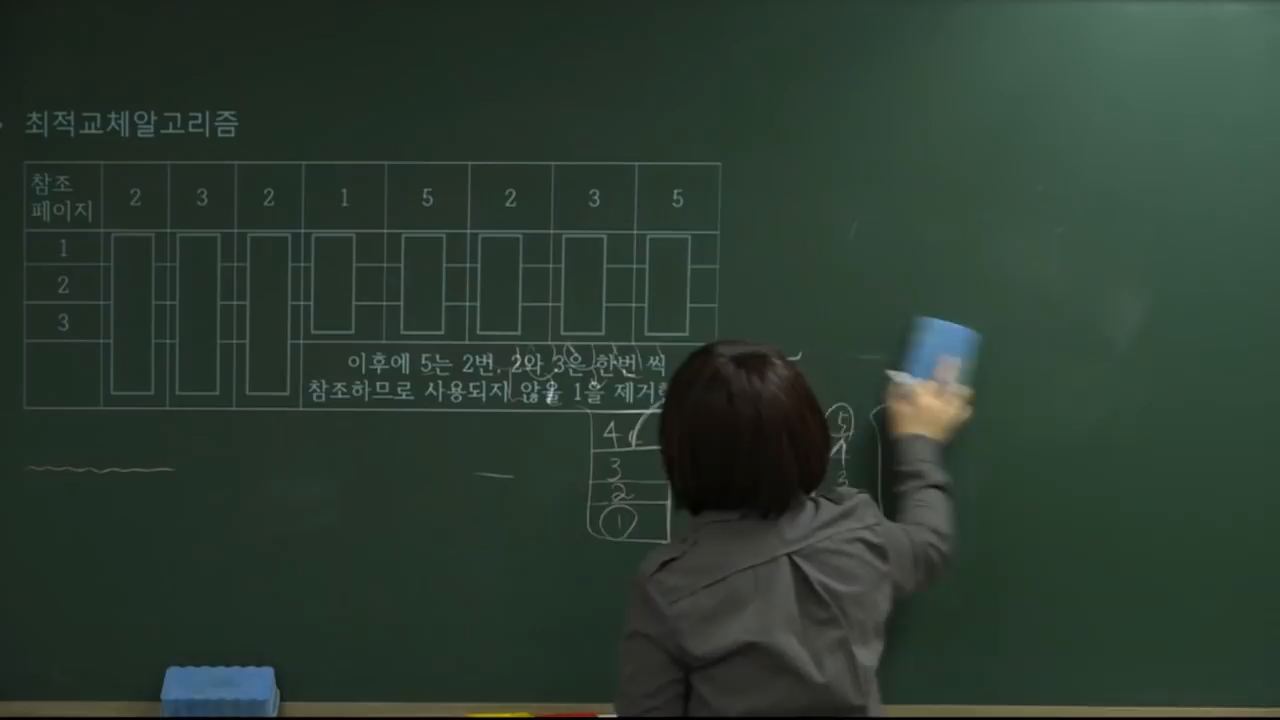 최적교체알고리즘
참조 2 3 2 1 5 2 3 5
페이지
1
2
3
이후에 5는 2번, 2와 3은 한번 씩
참조하므로 사용되지 않을 1을 제거
4
3
2
1
5
4
3